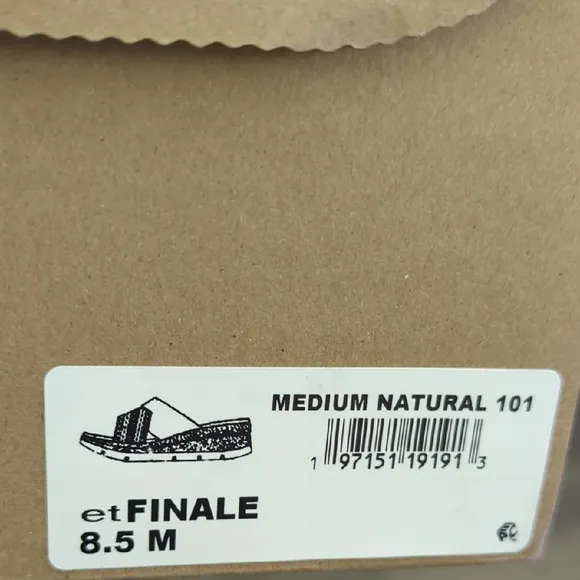 MEDIUM NATURAL 101
1 97151 19191 3
etFINALE
8.5 M